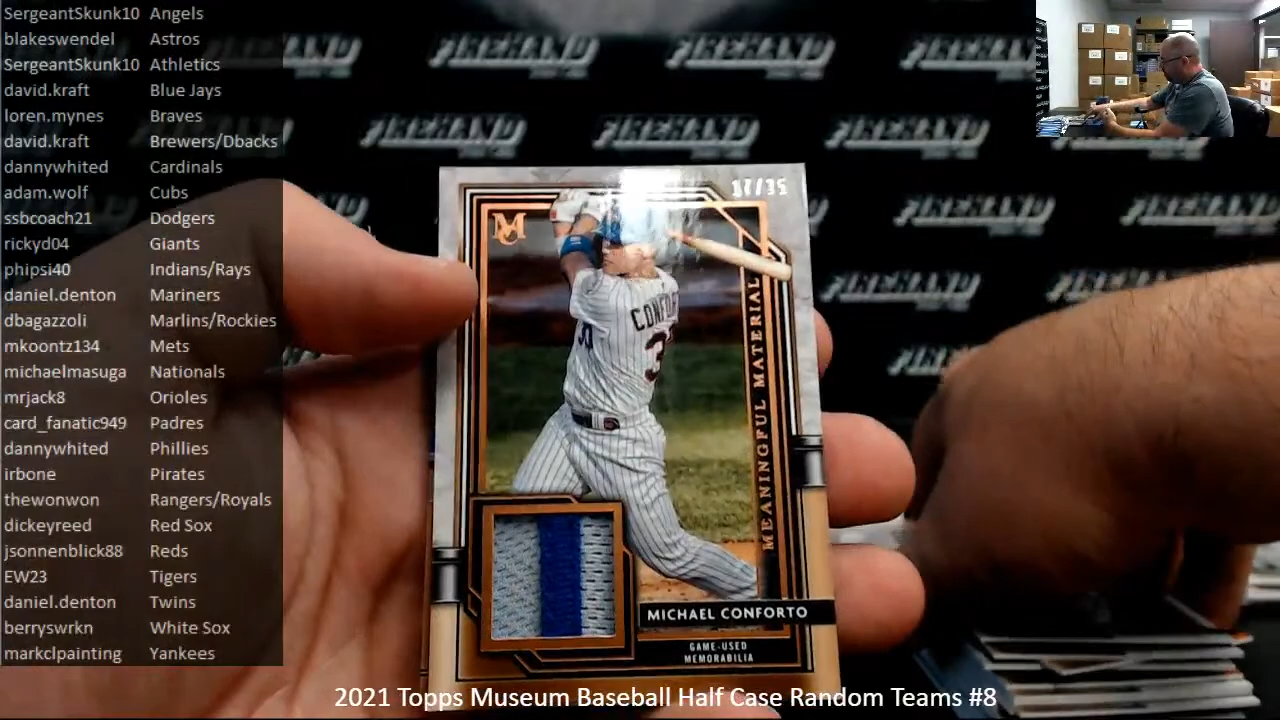 SergeantSkunk10 Angels
blakeswendel Astros
SergeantSkunk10 Athletics
david.kraft Blue Jays
loren.mynes Braves
david.kraft Brewers/Dbacks
dannywhited Cardinals
adam.wolf Cubs
ssbcoach21 Dodgers
rickyd04 Giants
phipsi40 Indians/Rays
daniel.denton Mariners
dbagazzoli Marlins/Rockies
mkoontz134 Mets
michaelmasuga Nationals
mrjack8 Orioles
card_fanatic949 Padres
dannywhited Phillies
irbone Pirates
thewonwon Rangers/Royals
dickeyreed Red Sox
jsonnenblick88 Reds
EW23 Tigers
daniel.denton Twins
berryswrkn White Sox
markclpainting Yankees
FIREHAND
17/35
M
CONFORTO
30
MEANINGFUL MATERIAL
MICHAEL CONFORTO
GAME-USED
MEMORABILIA
2021 Topps Museum Baseball Half Case Random Teams #8